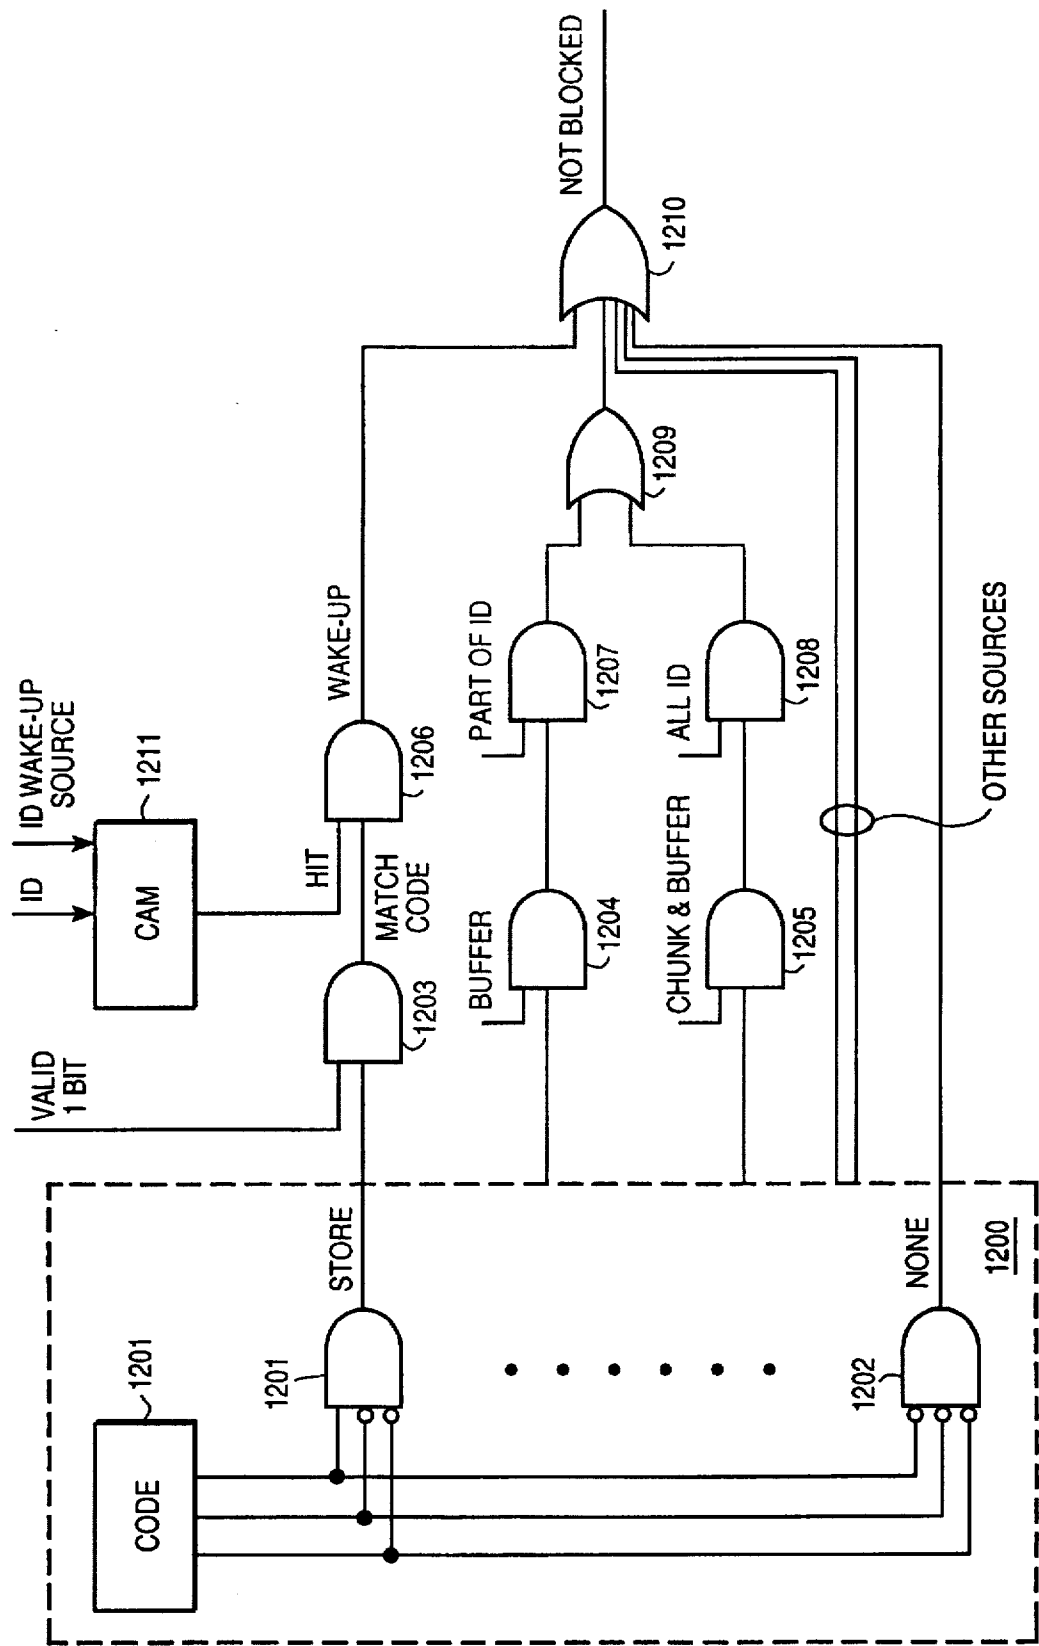 CODE
1201
1201
STORE
1202
NONE
1200
VALID
1 BIT
1203
ID
ID WAKE-UP
SOURCE
CAM
1211
HIT
MATCH
CODE
1206
WAKE-UP
BUFFER
1204
PART OF ID
1207
CHUNK & BUFFER
1205
ALL ID
1208
1209
OTHER SOURCES
1210
NOT BLOCKED